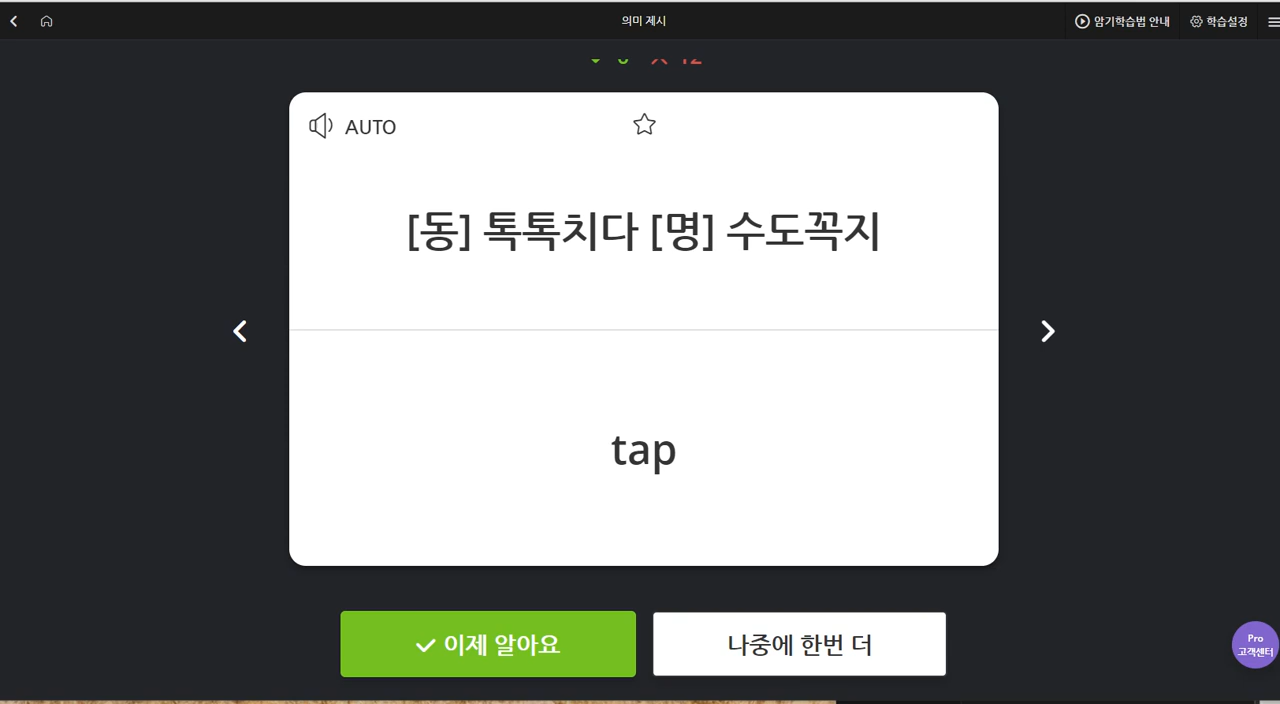 의미 제시
암기학습법 안내
학습설정
12
AUTO
[동] 톡톡치다 [명] 수도꼭지
tap
이제 알아요
나중에 한번 더
Pro
고객센터